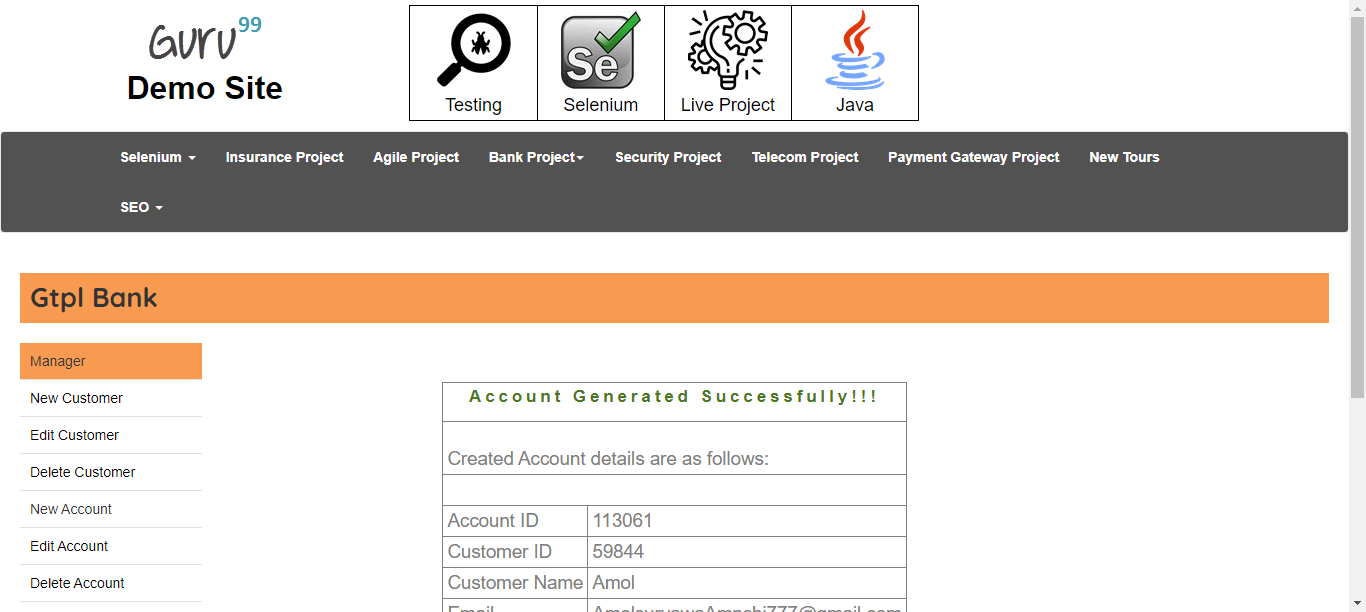 Guru99
Demo Site
Testing
Se
Selenium
Live Project
Java
Selenium Insurance Project Agile Project Bank Project Security Project Telecom Project Payment Gateway Project New Tours
SEO
Gtpl Bank
Manager
New Customer
Edit Customer
Delete Customer
New Account
Edit Account
Delete Account
Account Generated Successfully!!!
Created Account details are as follows:
Account ID 113061
Customer ID 59844
Customer Name Amol
Email